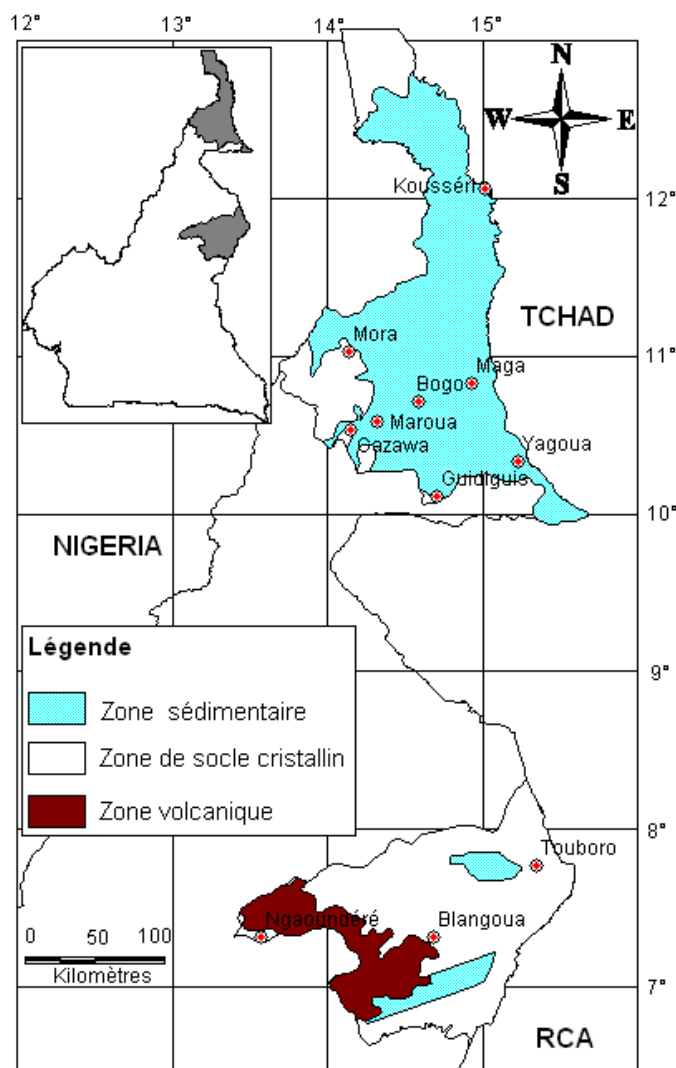 12°
13°
14°
15°
N
W
E
S
Kousséri
12°
TCHAD
Mora
11°
Maga
Bogo
Maroua
Gazawa
Yagoua
Guidiguis
10°
NIGERIA
Légende
9°
Zone sédimentaire
Zone de socle cristallin
Zone volcanique
8°
Touboro
Ngaoundéré
Blangoua
0 50 100
Kilomètres
7°
RCA